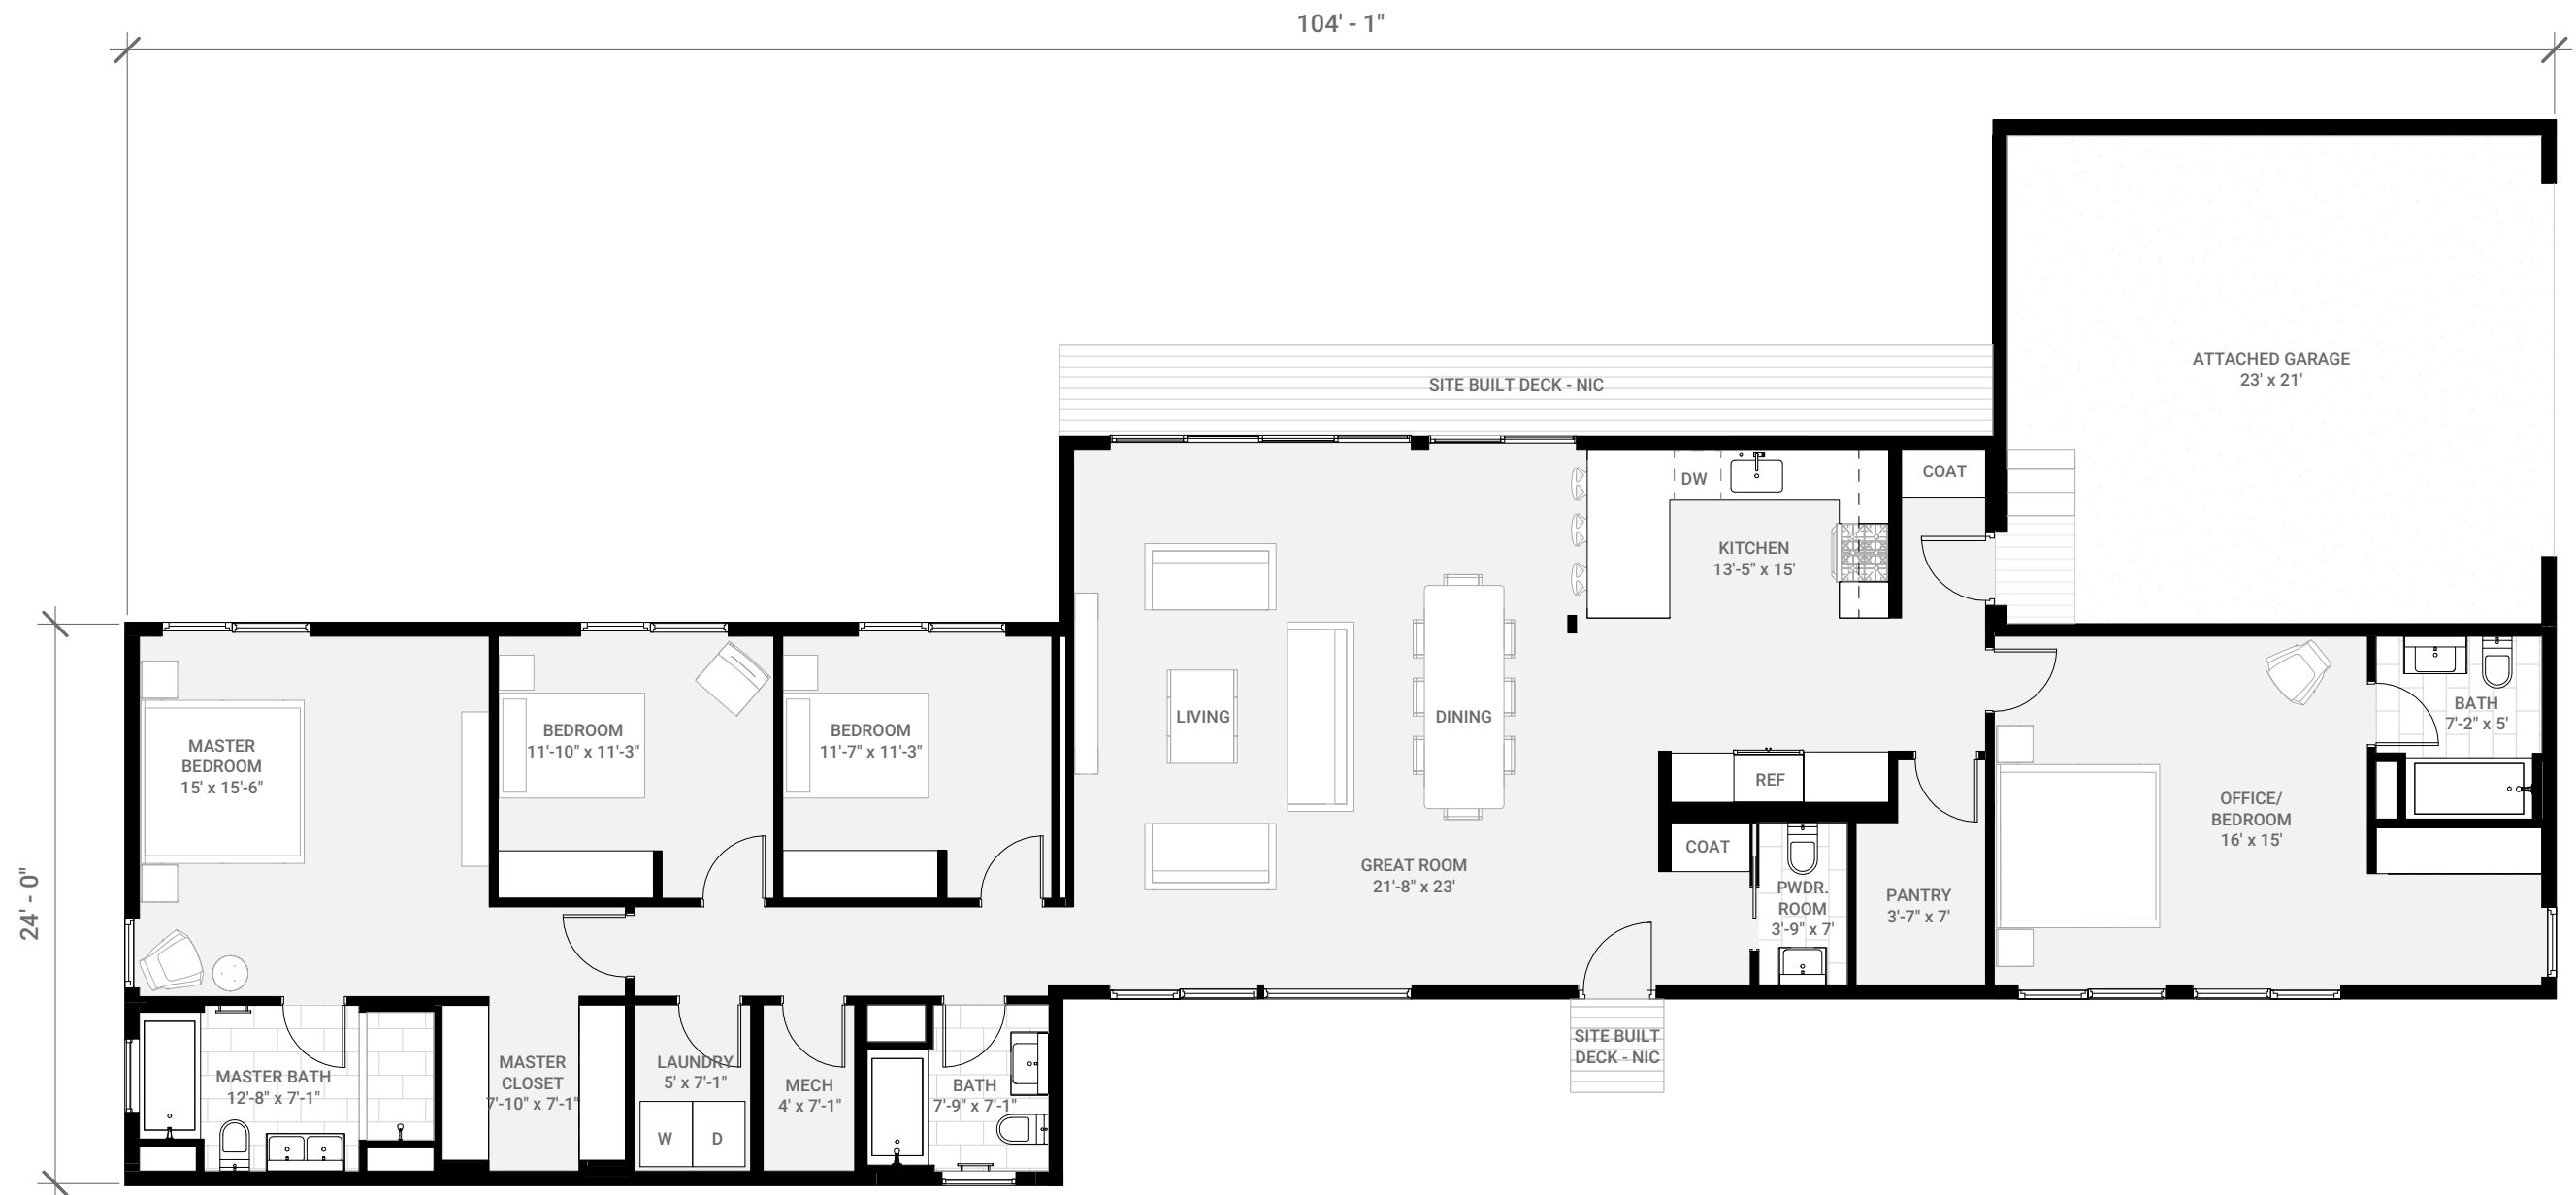 104' - 1"
ATTACHED GARAGE
23' x 21'
SITE BUILT DECK - NIC
COAT
DW
KITCHEN
13'-5" x 15'
24' - 0"
MASTER
BEDROOM
15' x 15'-6"
BEDROOM
11'-10" x 11'-3"
BEDROOM
11'-7" x 11'-3"
LIVING
DINING
REF
BATH
7'-2" x 5'
OFFICE/
BEDROOM
16' x 15'
GREAT ROOM
21'-8" x 23'
COAT
PWDR.
ROOM
3'-9" x 7'
PANTRY
3'-7" x 7'
MASTER BATH
12'-8" x 7'-1"
MASTER
CLOSET
7'-10" x 7'-1"
LAUNDRY
5' x 7'-1"
W D
MECH
4' x 7'-1"
BATH
7'-9" x 7'-1"
SITE BUILT
DECK - NIC